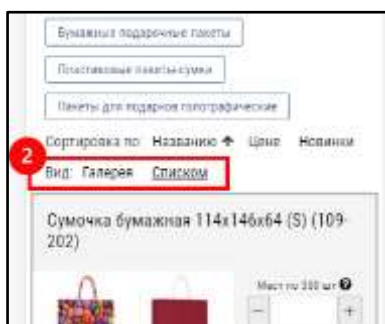 Бумажные подарочные пакеты
Пластиковые пакеты-сумки
Пакеты для подарков голографические
Сортировка по: Названию ↑ Цене Новинки
2
Вид: Галерея Списком
Сумочка бумажная 114x146x64 (S) (109-
202)
Мест по 300 шт ?
− +